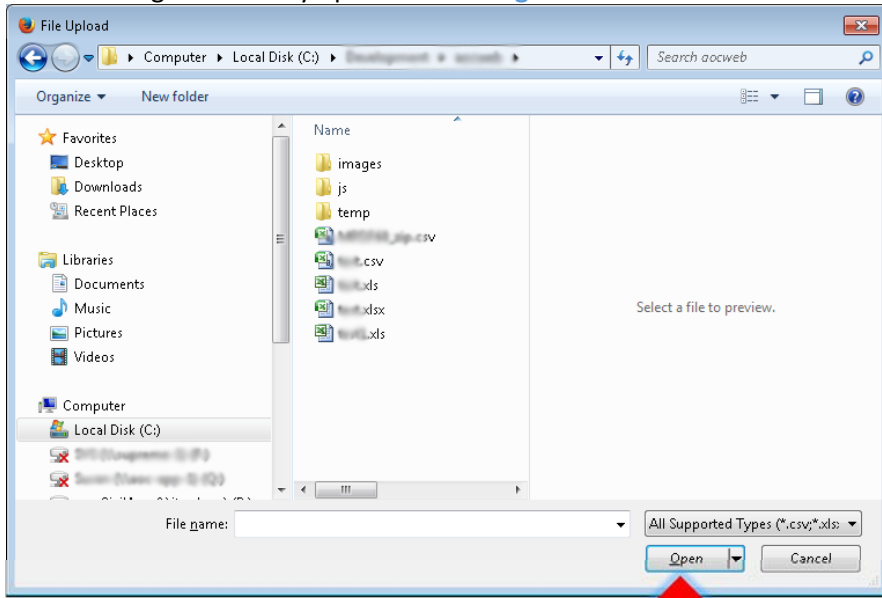 File Upload
Computer ▸ Local Disk (C:) ▸
Search aocweb
Organize ▾ New folder
Favorites
Desktop
Downloads
Recent Places
Libraries
Documents
Music
Pictures
Videos
Computer
Local Disk (C:)
Name
images
js
temp
.csv
.csv
.xls
.xlsx
.xls
Select a file to preview.
File name:
All Supported Types (*.csv;*.xls
Open
Cancel